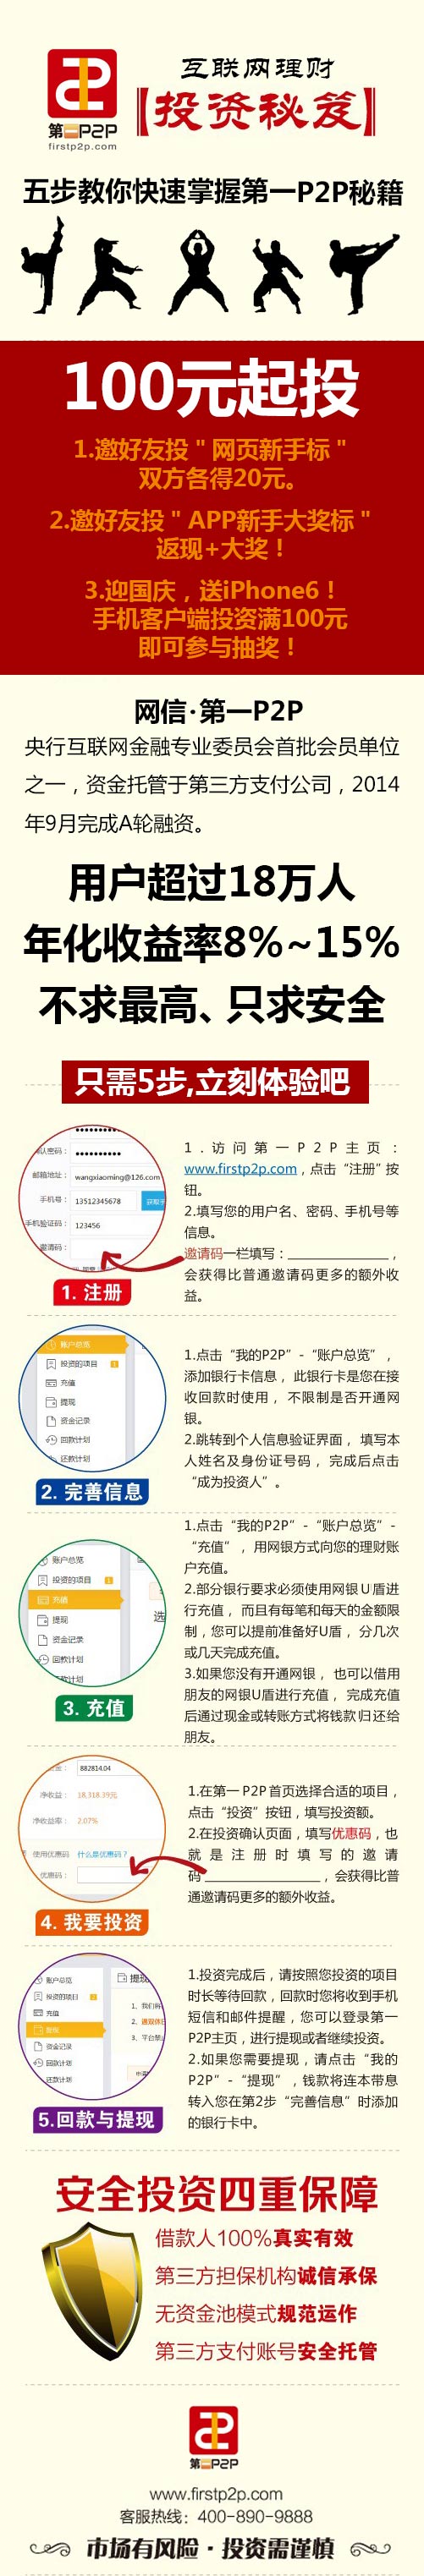 第一P2P
firstp2p.com
互联网理财
【投资秘笈】
五步教你快速掌握第一P2P秘籍
100元起投
1.邀好友投＂网页新手标＂
双方各得20元。
2.邀好友投＂APP新手大奖标＂
返现+大奖！
3.迎国庆，送iPhone6！
手机客户端投资满100元
即可参与抽奖！
网信·第一P2P
央行互联网金融专业委员会首批会员单位
之一，资金托管于第三方支付公司，2014
年9月完成A轮融资。
用户超过18万人
年化收益率8%~15%
不求最高、只求安全
只需5步,立刻体验吧
认密码：
邮箱地址： wangxiaoming@126.com
手机号： 13512345678
手机验证码： 123456
邀请码：
1. 注册
1.访问第一P2P主页：
www.firstp2p.com，点击“注册”按
钮。
2.填写您的用户名、密码、手机号等
信息。
邀请码一栏填写：_______________，
会获得比普通邀请码更多的额外收
益。
账户总览
投资的项目
充值
提现
资金记录
回款计划
还款计划
2. 完善信息
1.点击“我的P2P”-“账户总览”，
添加银行卡信息，此银行卡是您在接
收回款时使用，不限制是否开通网
银。
2.跳转到个人信息验证界面，填写本
人姓名及身份证号码，完成后点击
“成为投资人”。
账户总览
投资的项目
充值
提现
资金记录
回款计划
款计划
选
3. 充值
1.点击“我的P2P”-“账户总览”-
“充值”，用网银方式向您的理财账
户充值。
2.部分银行要求必须使用网银U盾进
行充值，而且有每笔和每天的金额限
制，您可以提前准备好U盾，分几次
或几天完成充值。
3.如果您没有开通网银，也可以借用
朋友的网银U盾进行充值，完成充值
后通过现金或转账方式将钱款归还给
朋友。
金： 882814.04
净收益： 18,318.39元
净收益率： 2.07%
使用优惠码 什么是优惠码？
优惠码：
4. 我要投资
1.在第一P2P首页选择合适的项目，
点击“投资”按钮，填写投资额。
2.在投资确认页面，填写优惠码，也
就是注册时填写的邀请
码_________________，会获得比普
通邀请码更多的额外收益。
账户总览
投资的项目
充值
提现
资金记录
回款计划
还款计划
提现
1、我们将
2、遇双休
3、平台禁
5.回款与提现
1.投资完成后，请按照您投资的项目
时长等待回款，回款时您将收到手机
短信和邮件提醒，您可以登录第一
P2P主页，进行提现或者继续投资。
2.如果您需要提现，请点击“我的
P2P”-“提现”，钱款将连本带息
转入您在第2步“完善信息”时添加
的银行卡中。
安全投资四重保障
借款人100%真实有效
第三方担保机构诚信承保
无资金池模式规范运作
第三方支付账号安全托管
第一P2P
www.firstp2p.com
客服热线：400-890-9888
市场有风险·投资需谨慎